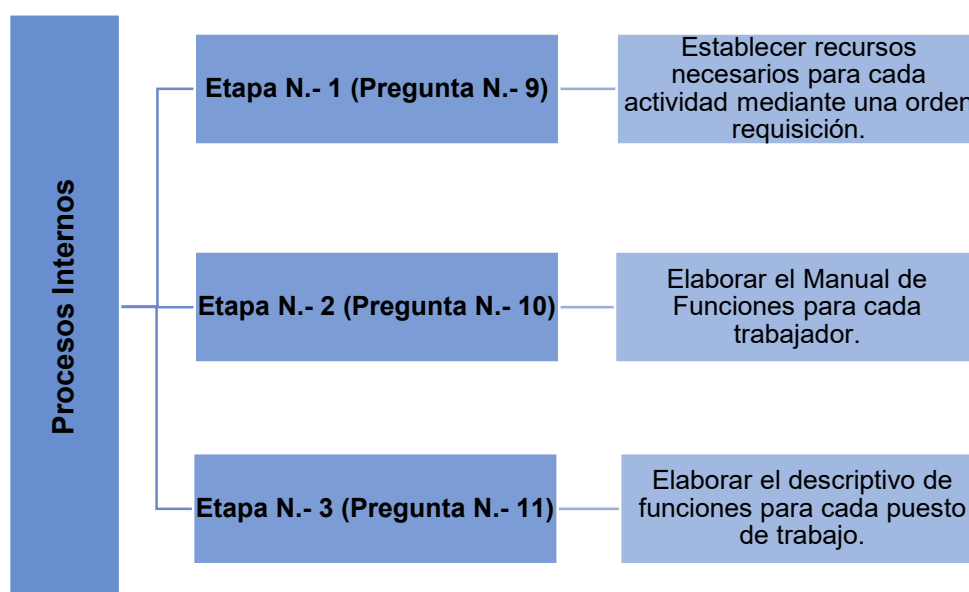 Procesos Internos
Etapa N.- 1 (Pregunta N.- 9)
Establecer recursos
necesarios para cada
actividad mediante una orden
requisición.
Etapa N.- 2 (Pregunta N.- 10)
Elaborar el Manual de
Funciones para cada
trabajador.
Etapa N.- 3 (Pregunta N.- 11)
Elaborar el descriptivo de
funciones para cada puesto
de trabajo.